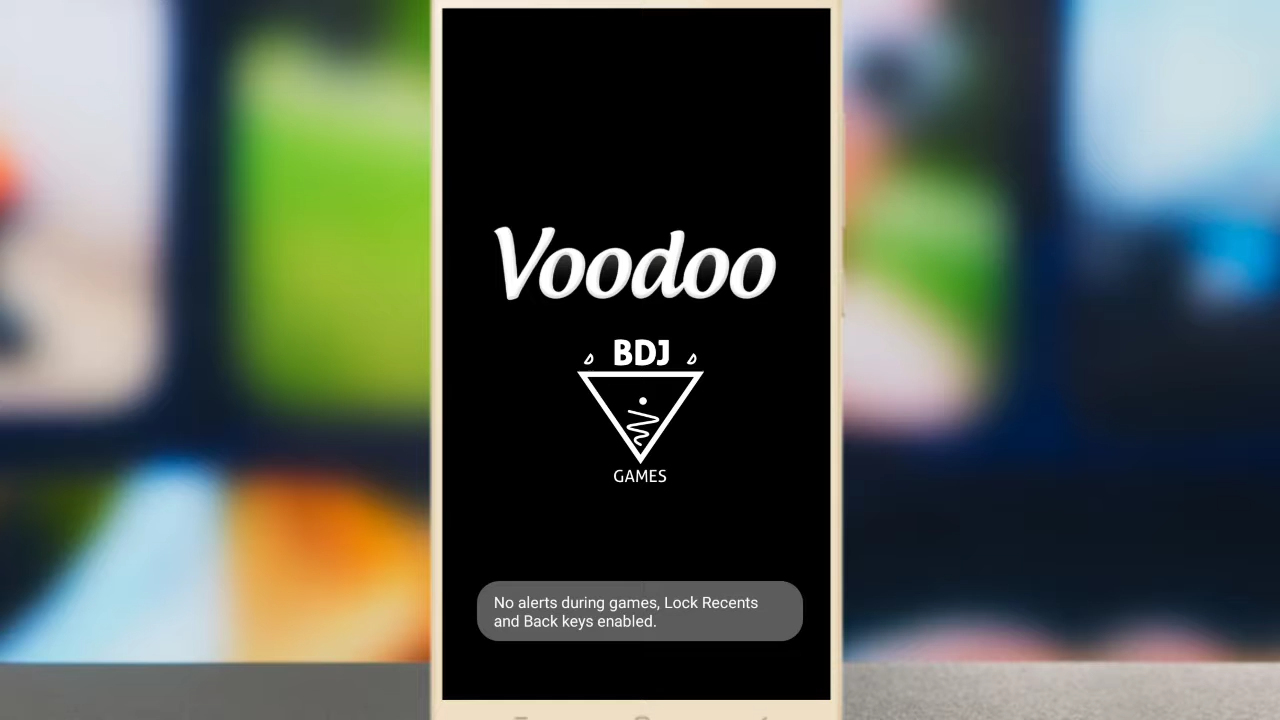 Voodoo
BDJ
GAMES
No alerts during games, Lock Recents
and Back keys enabled.